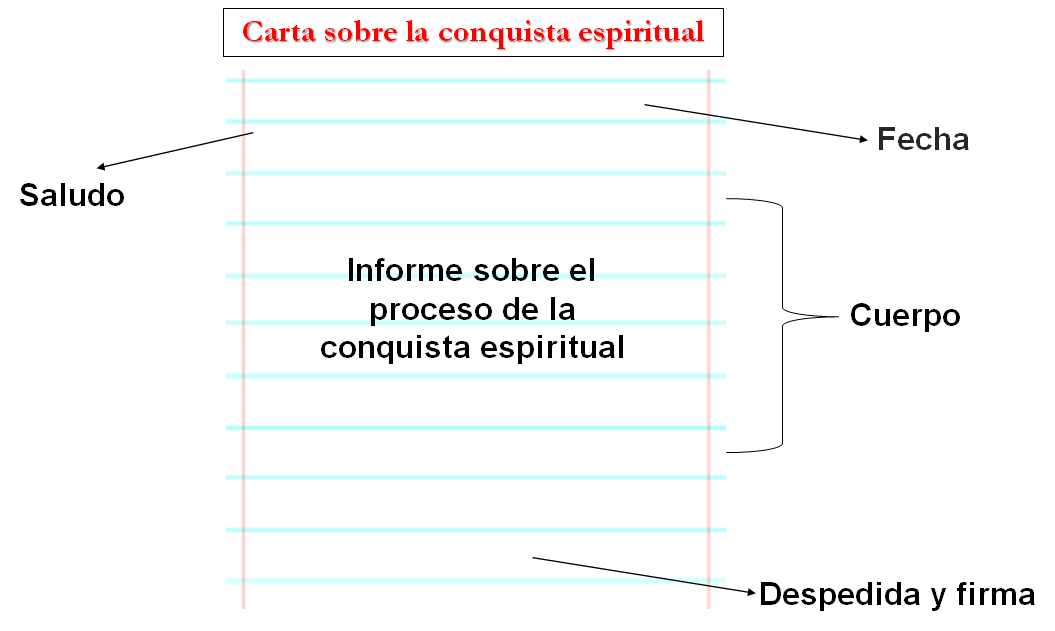 Carta sobre la conquista espiritual
Fecha
Saludo
Informe sobre el
proceso de la
conquista espiritual
Cuerpo
Despedida y firma